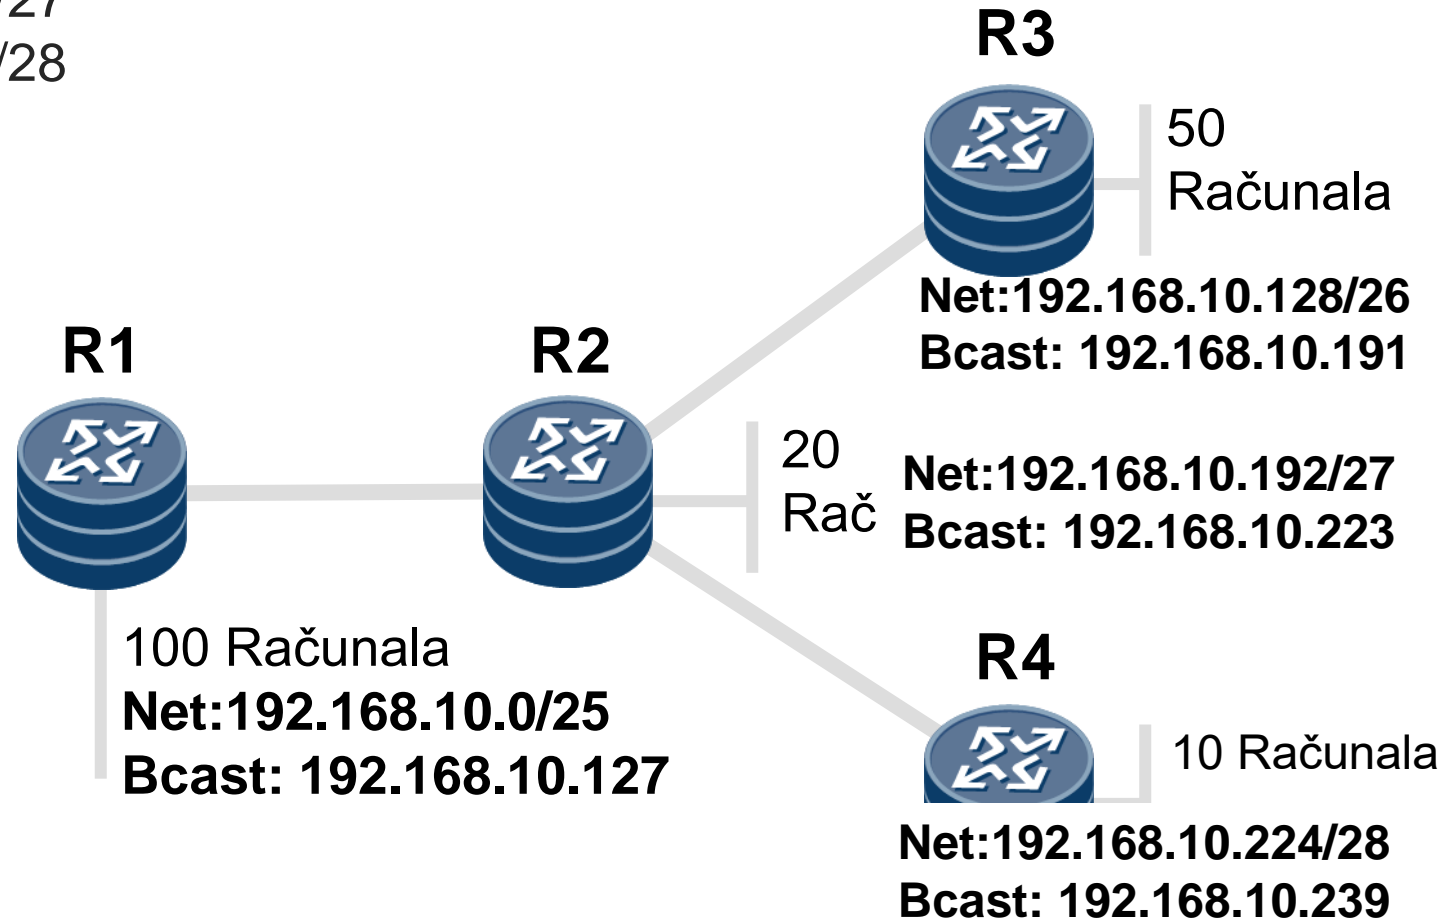 /27
/28
R3
50
Računala
Net:192.168.10.128/26
Bcast: 192.168.10.191
R1
R2
20
Rač
Net:192.168.10.192/27
Bcast: 192.168.10.223
100 Računala
Net:192.168.10.0/25
Bcast: 192.168.10.127
R4
10 Računala
Net:192.168.10.224/28
Bcast: 192.168.10.239